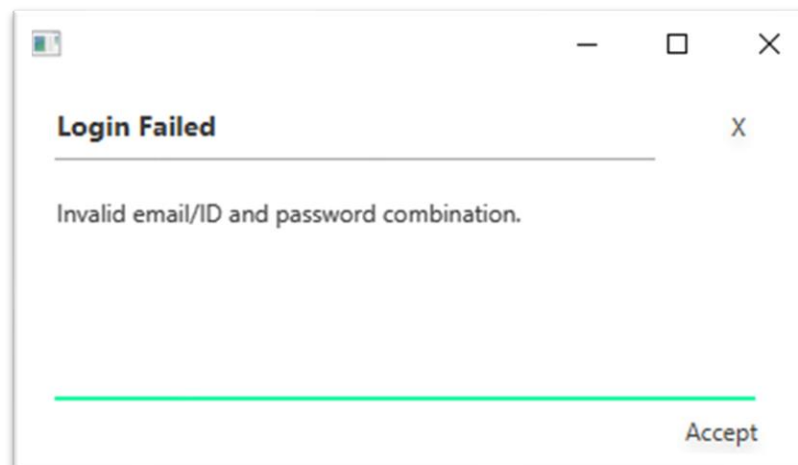 Login Failed
X
Invalid email/ID and password combination.
Accept